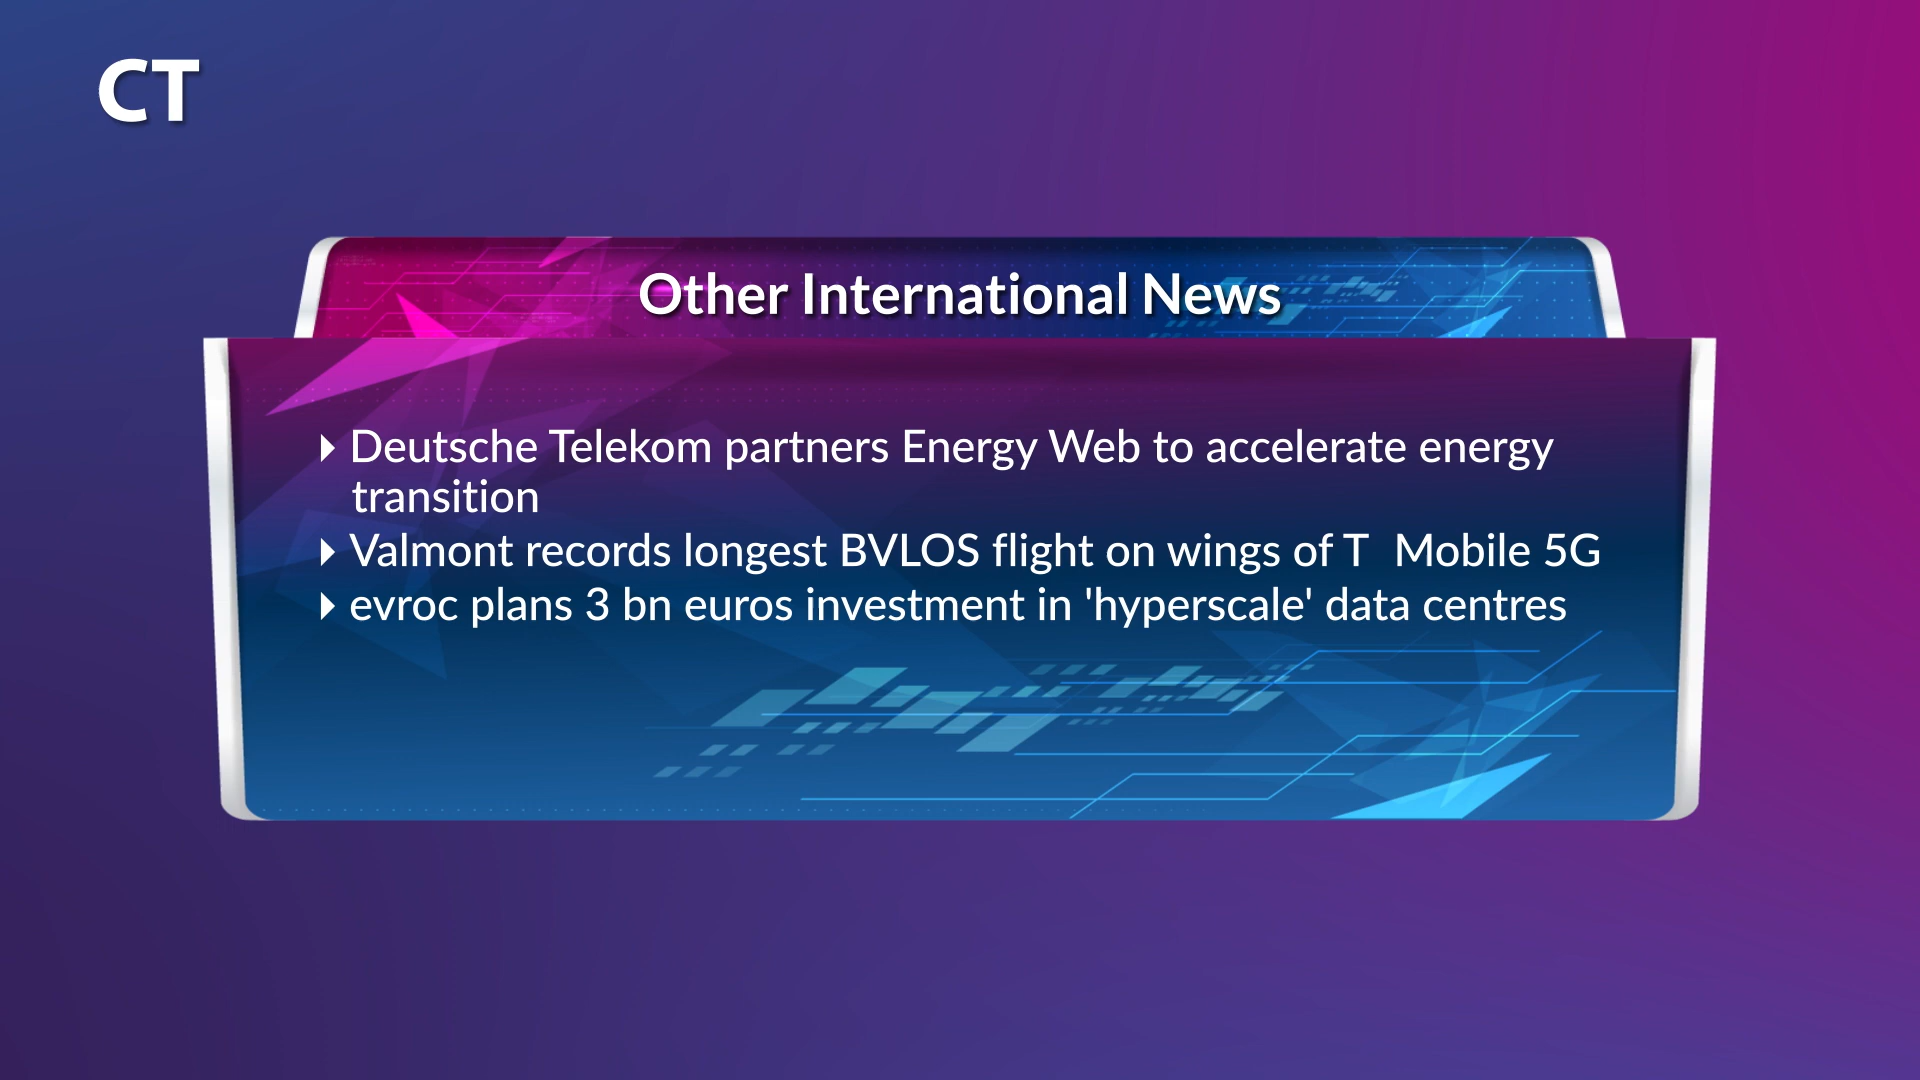 CT
Other International News
Deutsche Telekom partners Energy Web to accelerate energy
transition
Valmont records longest BVLOS flight on wings of T  Mobile 5G
evroc plans 3 bn euros investment in 'hyperscale' data centres